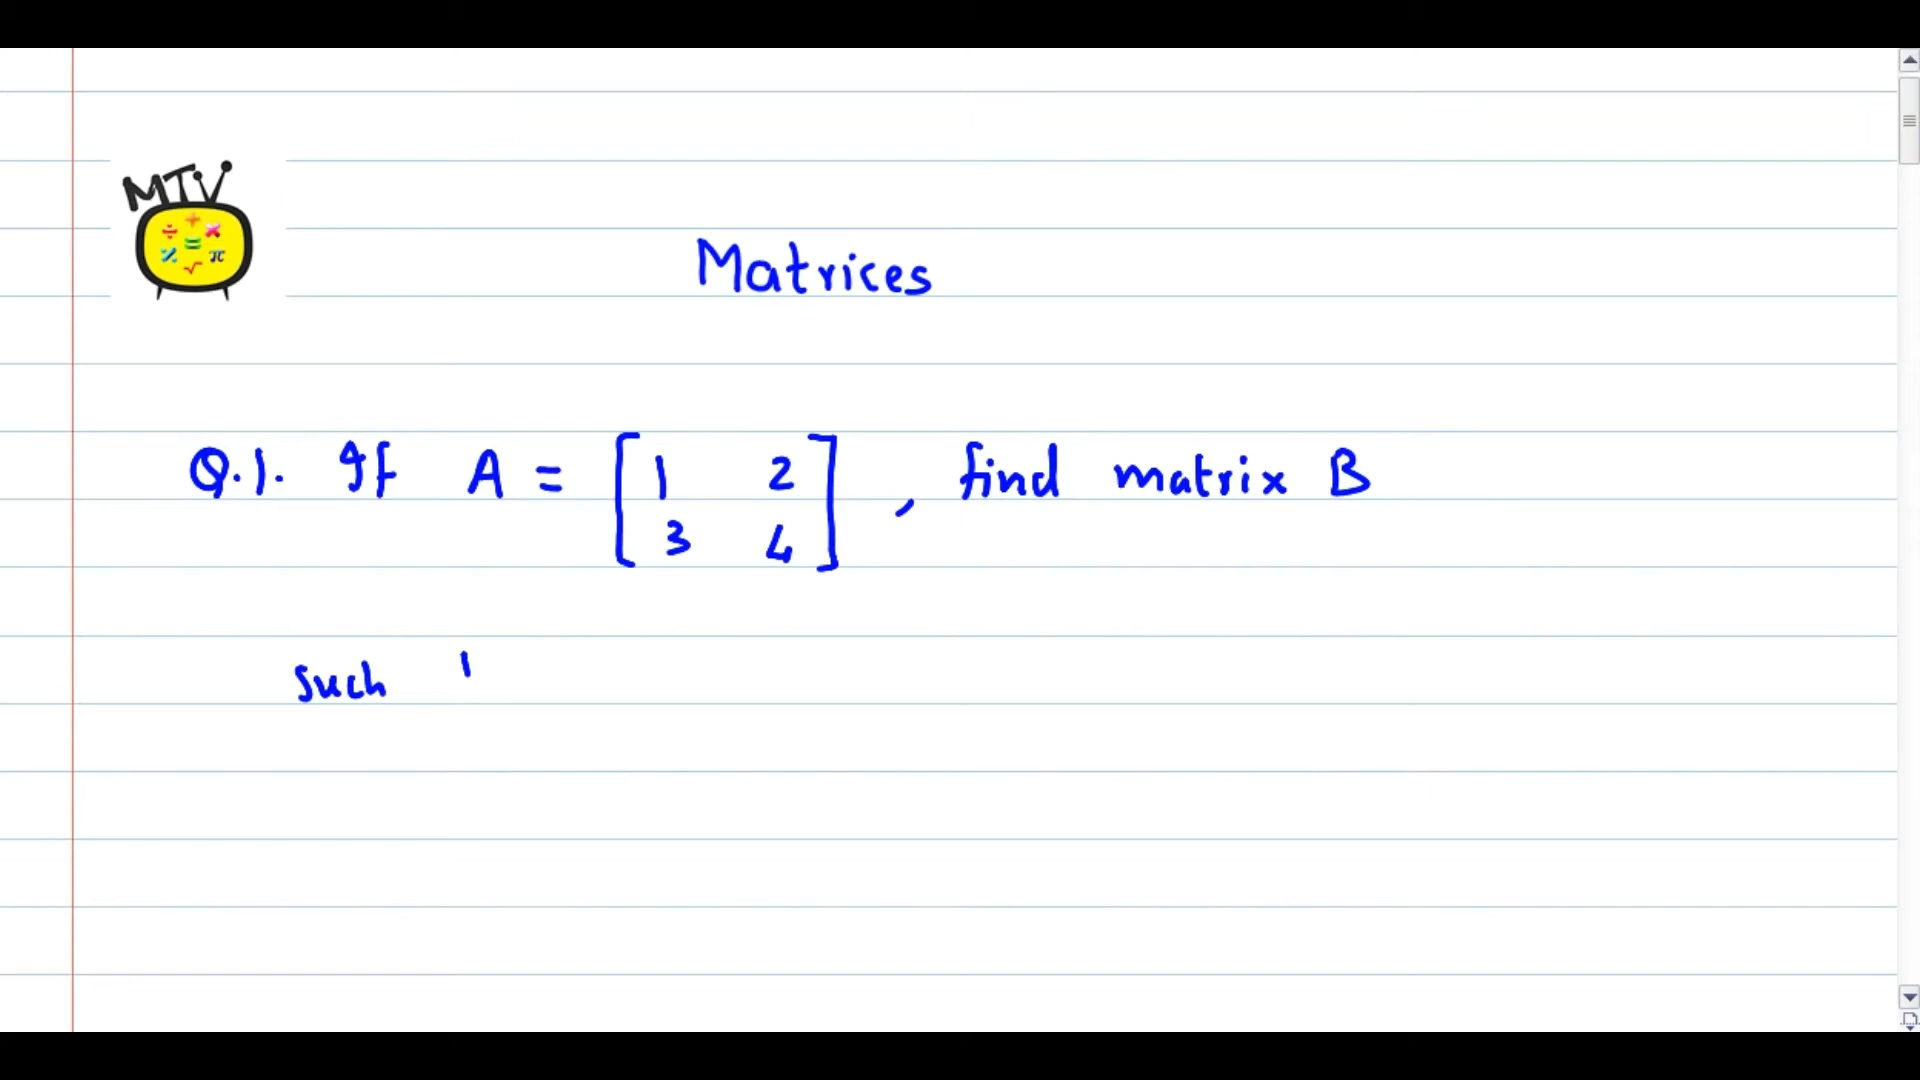 MTV
Matrices
Q.1. If A = [1 2
3 4] , find matrix B
such